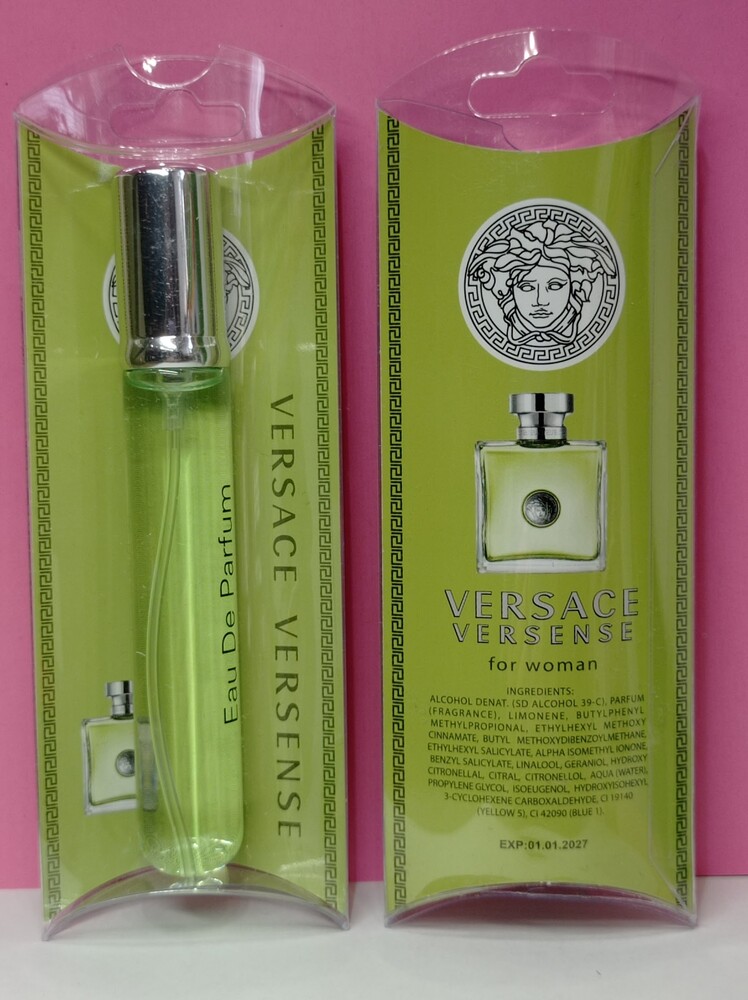 VERSACE VERSENSE
Eau De Parfum
VERSACE
VERSENSE
for woman
INGREDIENTS:
ALCOHOL DENAT. (SD ALCOHOL 39-C), PARFUM
(FRAGRANCE), LIMONENE, BUTYLPHENYL
METHYLPROPIONAL, ETHYLHEXYL METHOXY
CINNAMATE, BUTYL METHOXYDIBENZOYLMETHANE,
ETHYLHEXYL SALICYLATE, ALPHA ISOMETHYL IONONE,
BENZYL SALICYLATE, LINALOOL, GERANIOL, HYDROXY
CITRONELLAL, CITRAL, CITRONELLOL, AQUA (WATER),
PROPYLENE GLYCOL, ISOEUGENOL, HYDROXYISOHEXYL
3-CYCLOHEXENE CARBOXALDEHYDE, CI 19140
(YELLOW 5), CI 42090 (BLUE 1).
EXP:01.01.2027